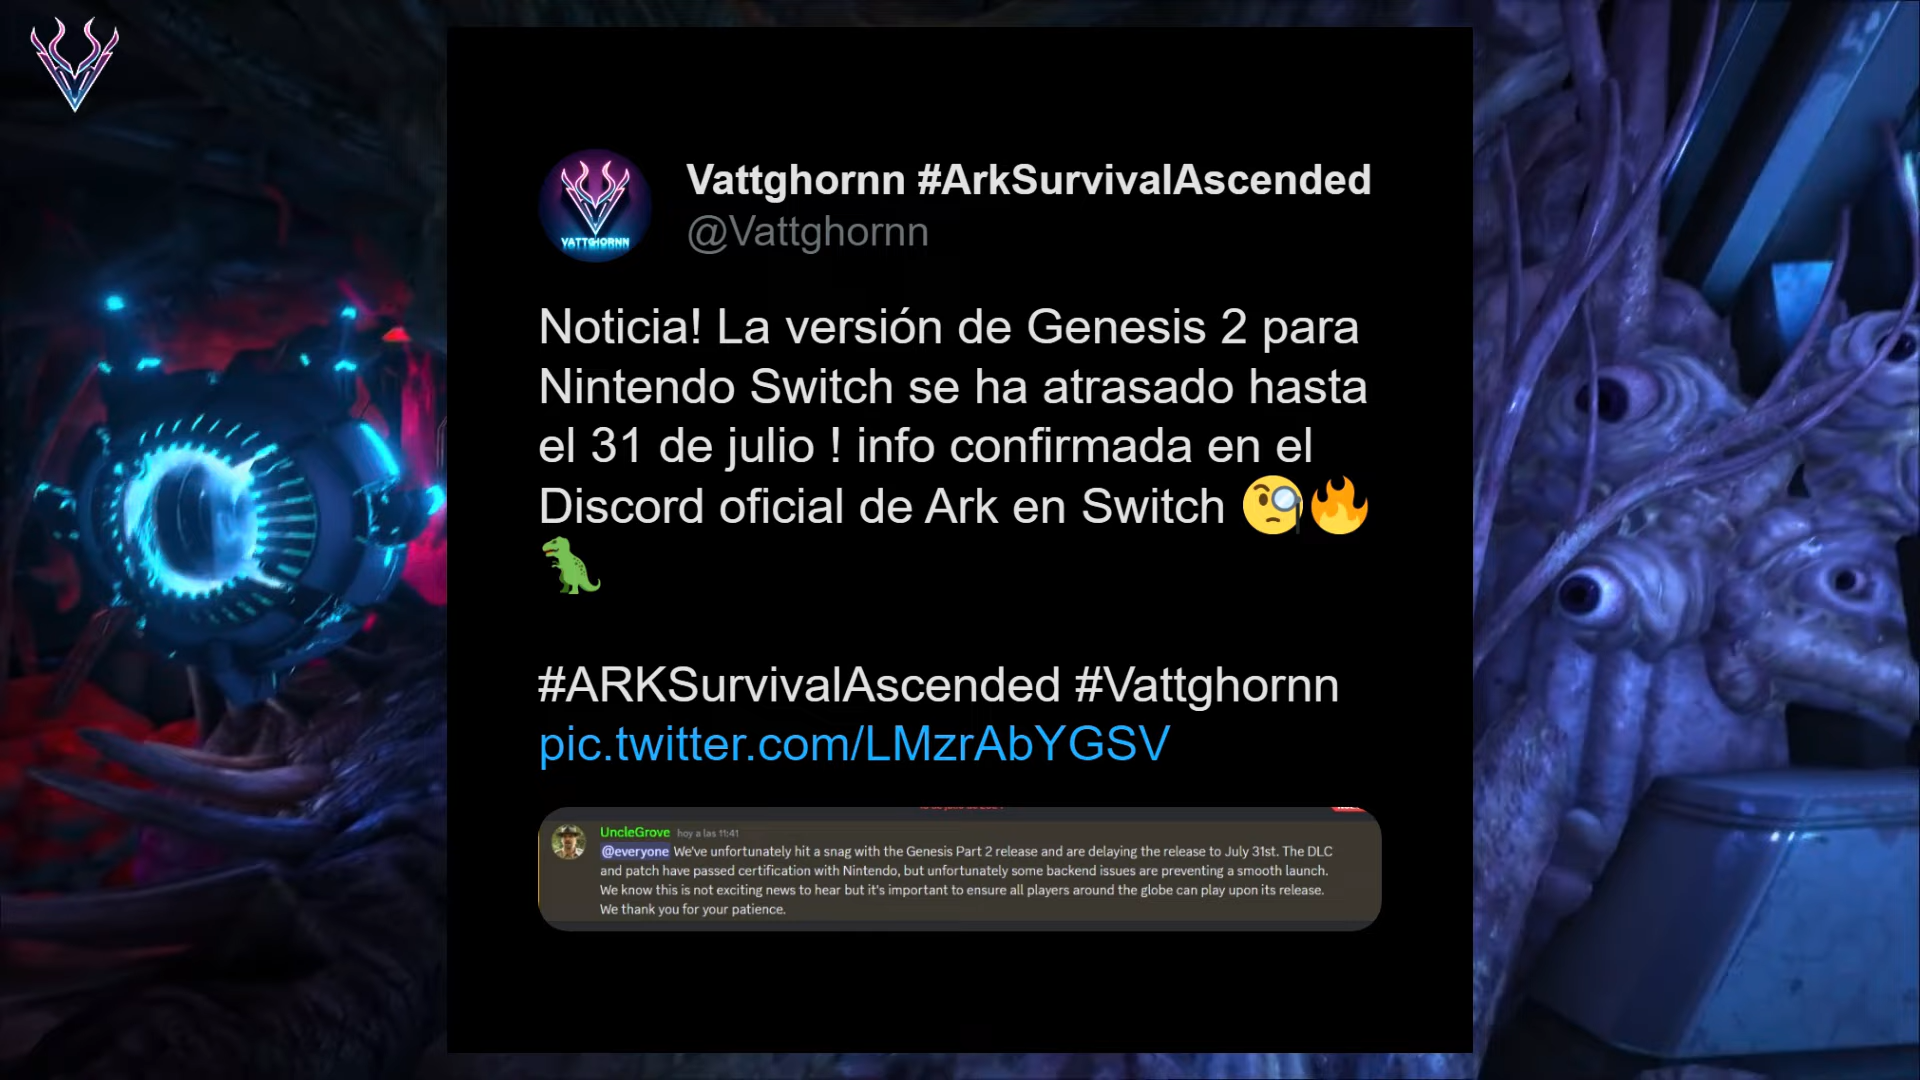 Vattghornn #ArkSurvivalAscended
@Vattghornn
VATTGHORNN
Noticia! La versión de Genesis 2 para
Nintendo Switch se ha atrasado hasta
el 31 de julio ! info confirmada en el
Discord oficial de Ark en Switch 🧐🔥
🦖
#ARKSurvivalAscended #Vattghornn
pic.twitter.com/LMzrAbYGSV
UncleGrove hoy a las 11:41
@everyone We've unfortunately hit a snag with the Genesis Part 2 release and are delaying the release to July 31st. The DLC
and patch have passed certification with Nintendo, but unfortunately some backend issues are preventing a smooth launch.
We know this is not exciting news to hear but it's important to ensure all players around the globe can play upon its release.
We thank you for your patience.